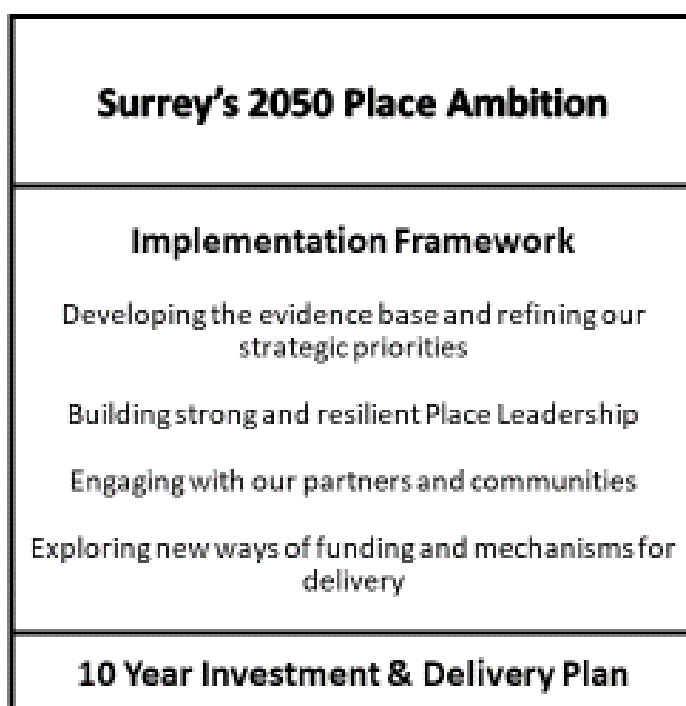 Surrey's 2050 Place Ambition
Implementation Framework
Developing the evidence base and refining our
strategic priorities
Building strong and resilient Place Leadership
Engaging with our partners and communities
Exploring new ways of funding and mechanisms for
delivery
10 Year Investment & Delivery Plan